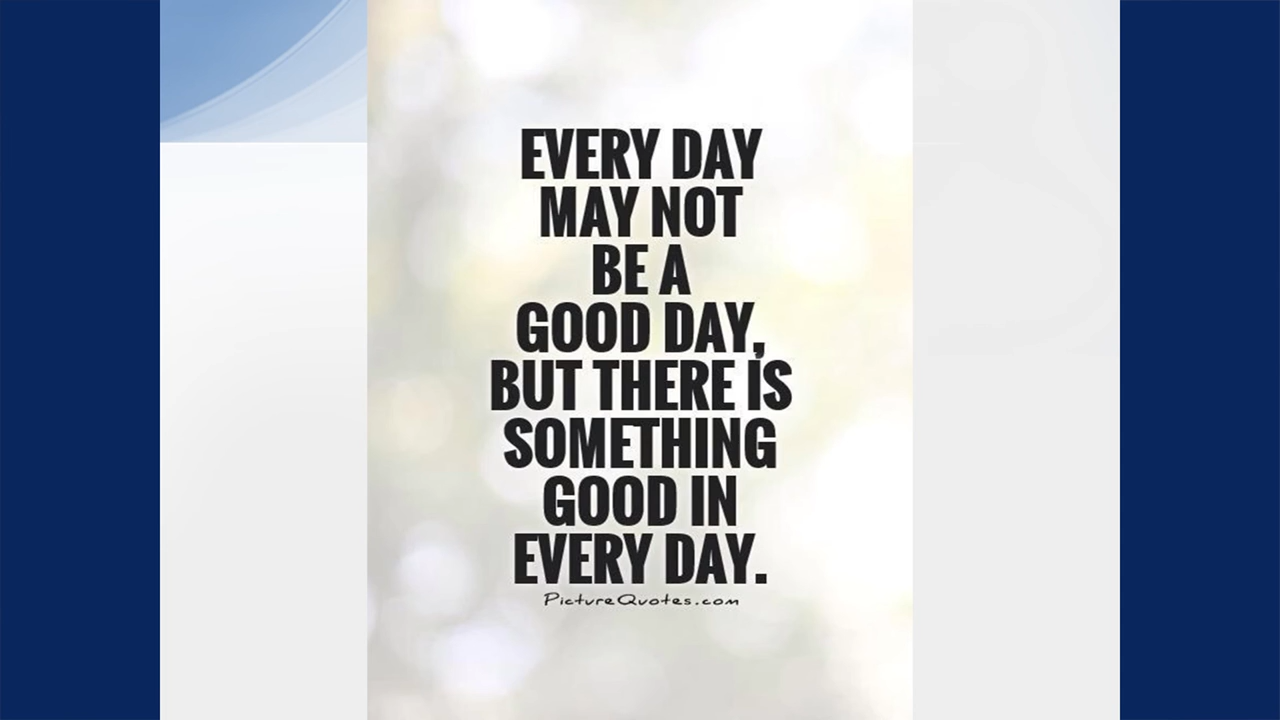 EVERY DAY
MAY NOT
BE A
GOOD DAY,
BUT THERE IS
SOMETHING
GOOD IN
EVERY DAY.
PictureQuotes.com